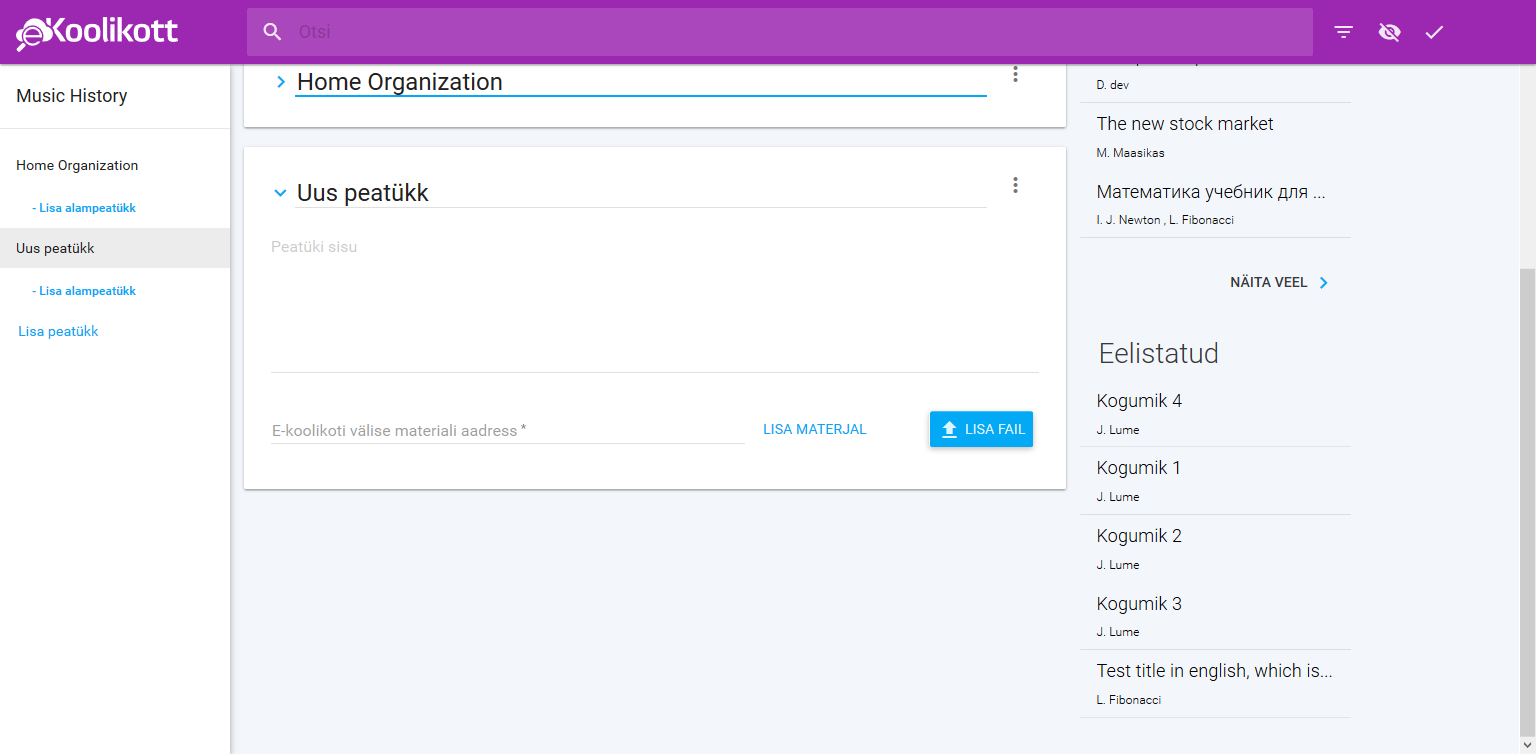 e-Koolikott
Otsi
Music History
Home Organization
- Lisa alampeatükk
Uus peatükk
- Lisa alampeatükk
Lisa peatükk
Home Organization
Uus peatükk
Peatüki sisu
E-koolikoti välise materiali aadress *
LISA MATERJAL
LISA FAIL
D. dev
The new stock market
M. Maasikas
Математика учебник для ...
I. J. Newton , L. Fibonacci
NÄITA VEEL
Eelistatud
Kogumik 4
J. Lume
Kogumik 1
J. Lume
Kogumik 2
J. Lume
Kogumik 3
J. Lume
Test title in english, which is...
L. Fibonacci